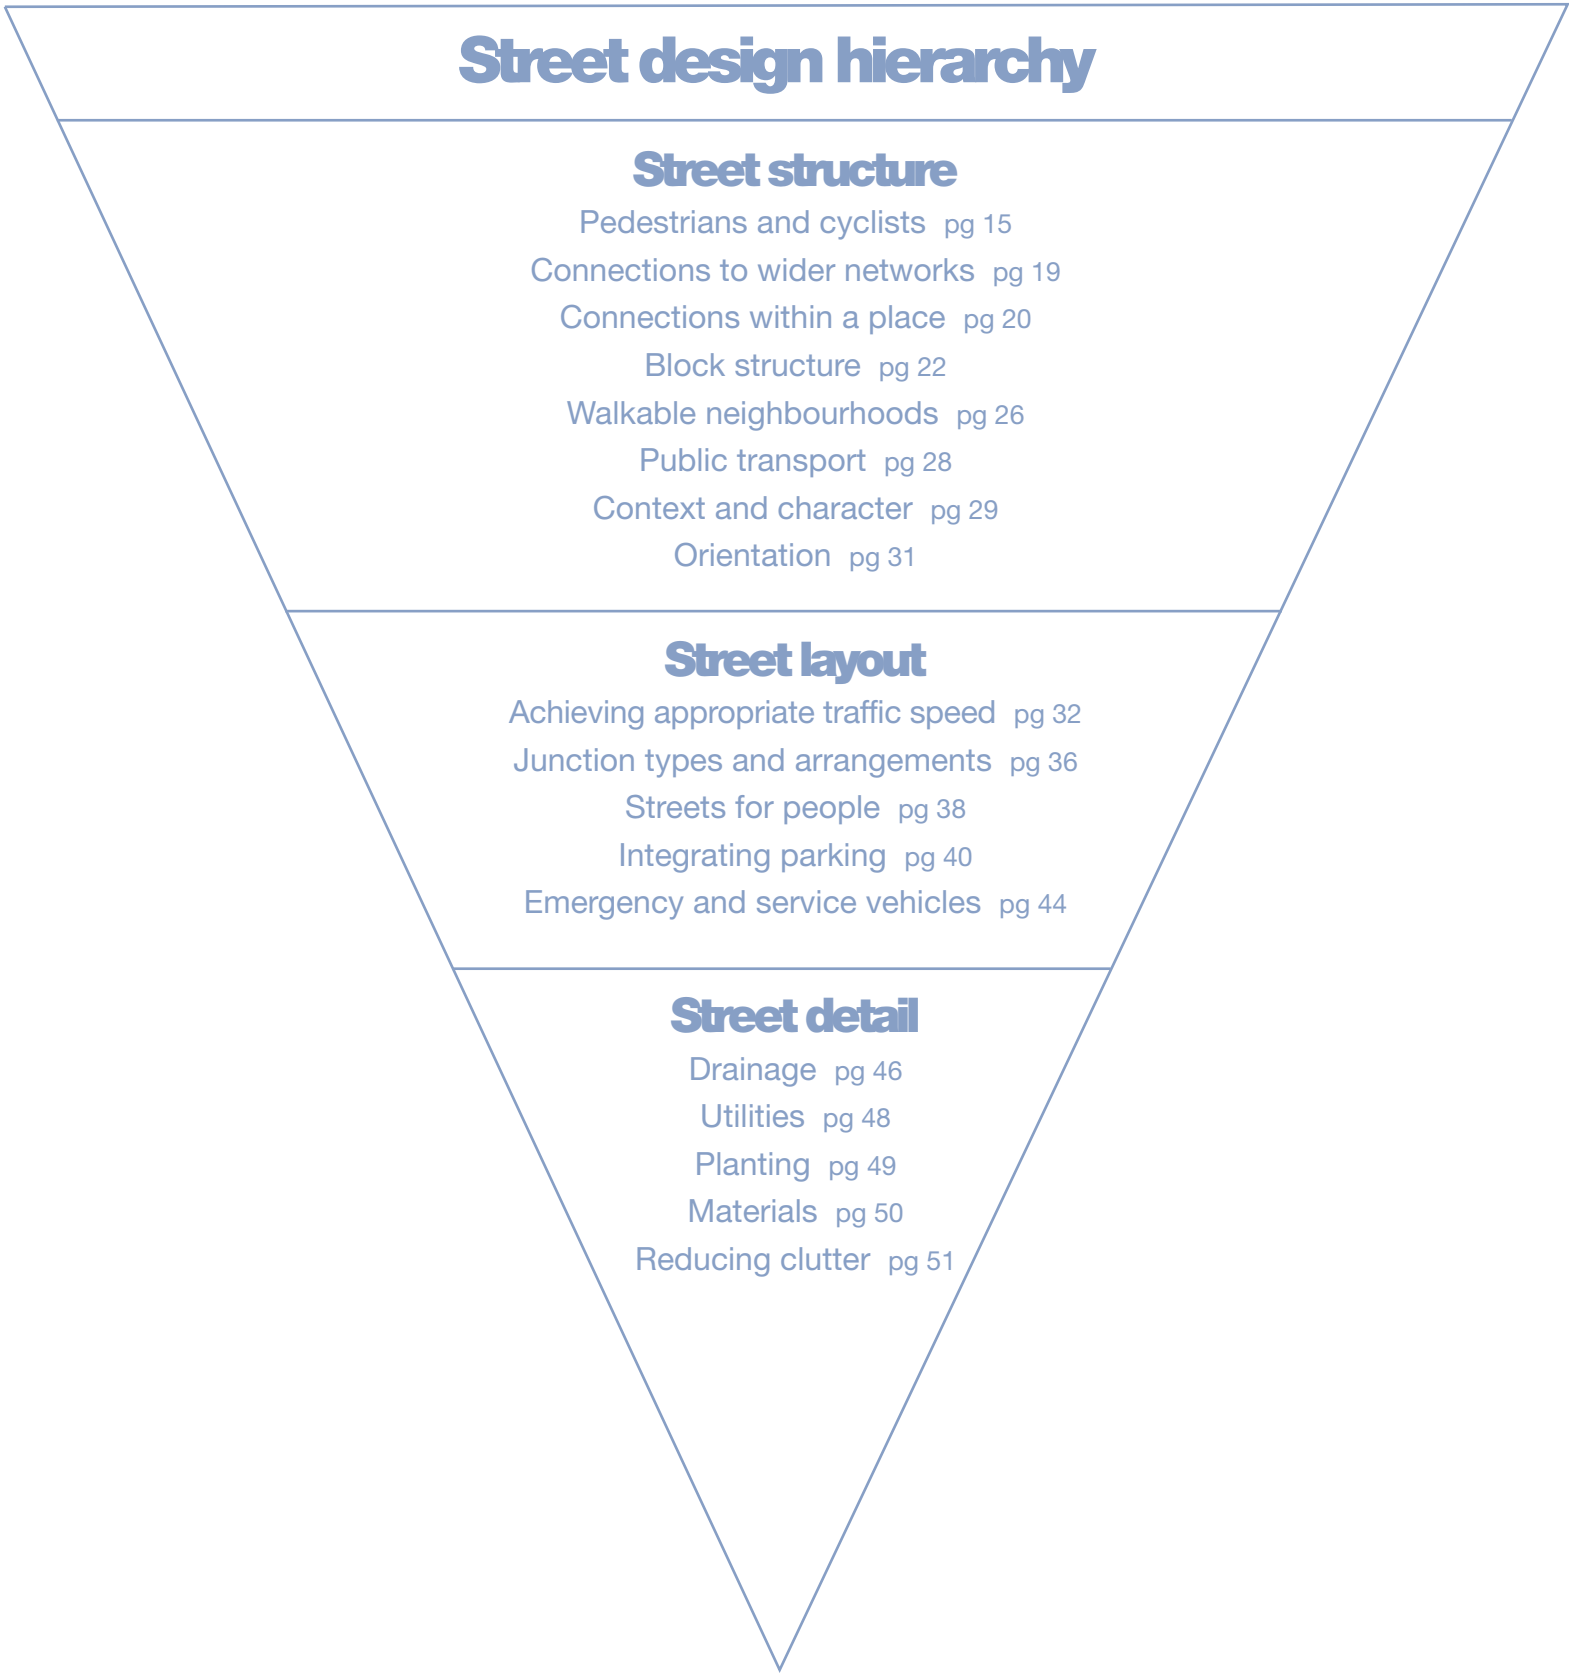 Street design hierarchy
Street structure
Pedestrians and cyclists pg 15
Connections to wider networks pg 19
Connections within a place pg 20
Block structure pg 22
Walkable neighbourhoods pg 26
Public transport pg 28
Context and character pg 29
Orientation pg 31
Street layout
Achieving appropriate traffic speed pg 32
Junction types and arrangements pg 36
Streets for people pg 38
Integrating parking pg 40
Emergency and service vehicles pg 44
Street detail
Drainage pg 46
Utilities pg 48
Planting pg 49
Materials pg 50
Reducing clutter pg 51